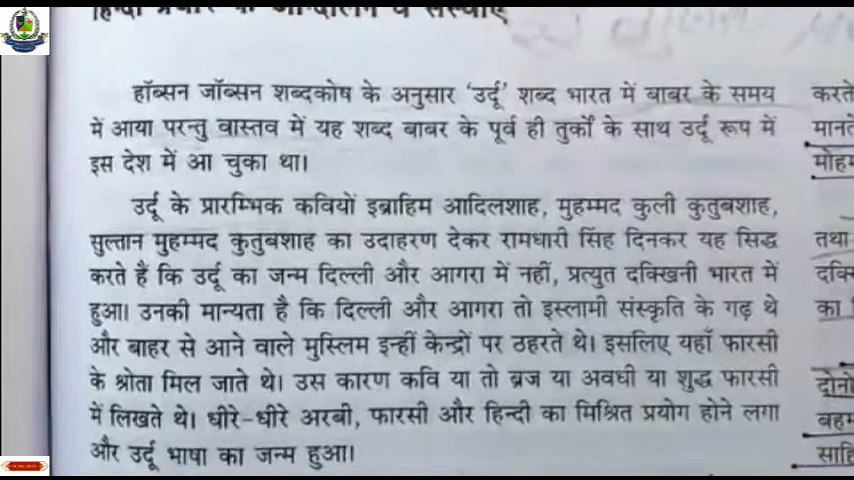 हॉब्सन जॉब्सन शब्दकोष के अनुसार 'उर्दू' शब्द भारत में बाबर के समय
में आया परन्तु वास्तव में यह शब्द बाबर के पूर्व ही तुर्कों के साथ उर्दू रूप में
इस देश में आ चुका था।
उर्दू के प्रारम्भिक कवियों इब्राहिम आदिलशाह, मुहम्मद कुली कुतुबशाह,
सुल्तान मुहम्मद कुतुबशाह का उदाहरण देकर रामधारी सिंह दिनकर यह सिद्ध
करते हैं कि उर्दू का जन्म दिल्ली और आगरा में नहीं, प्रत्युत दक्खिनी भारत में
हुआ। उनकी मान्यता है कि दिल्ली और आगरा तो इस्लामी संस्कृति के गढ़ थे
और बाहर से आने वाले मुस्लिम इन्हीं केन्द्रों पर ठहरते थे। इसलिए यहाँ फारसी
के श्रोता मिल जाते थे। उस कारण कवि या तो ब्रज या अवधी या शुद्ध फारसी
में लिखते थे। धीरे-धीरे अरबी, फारसी और हिन्दी का मिश्रित प्रयोग होने लगा
और उर्दू भाषा का जन्म हुआ।
करते
मानते
तथा
का